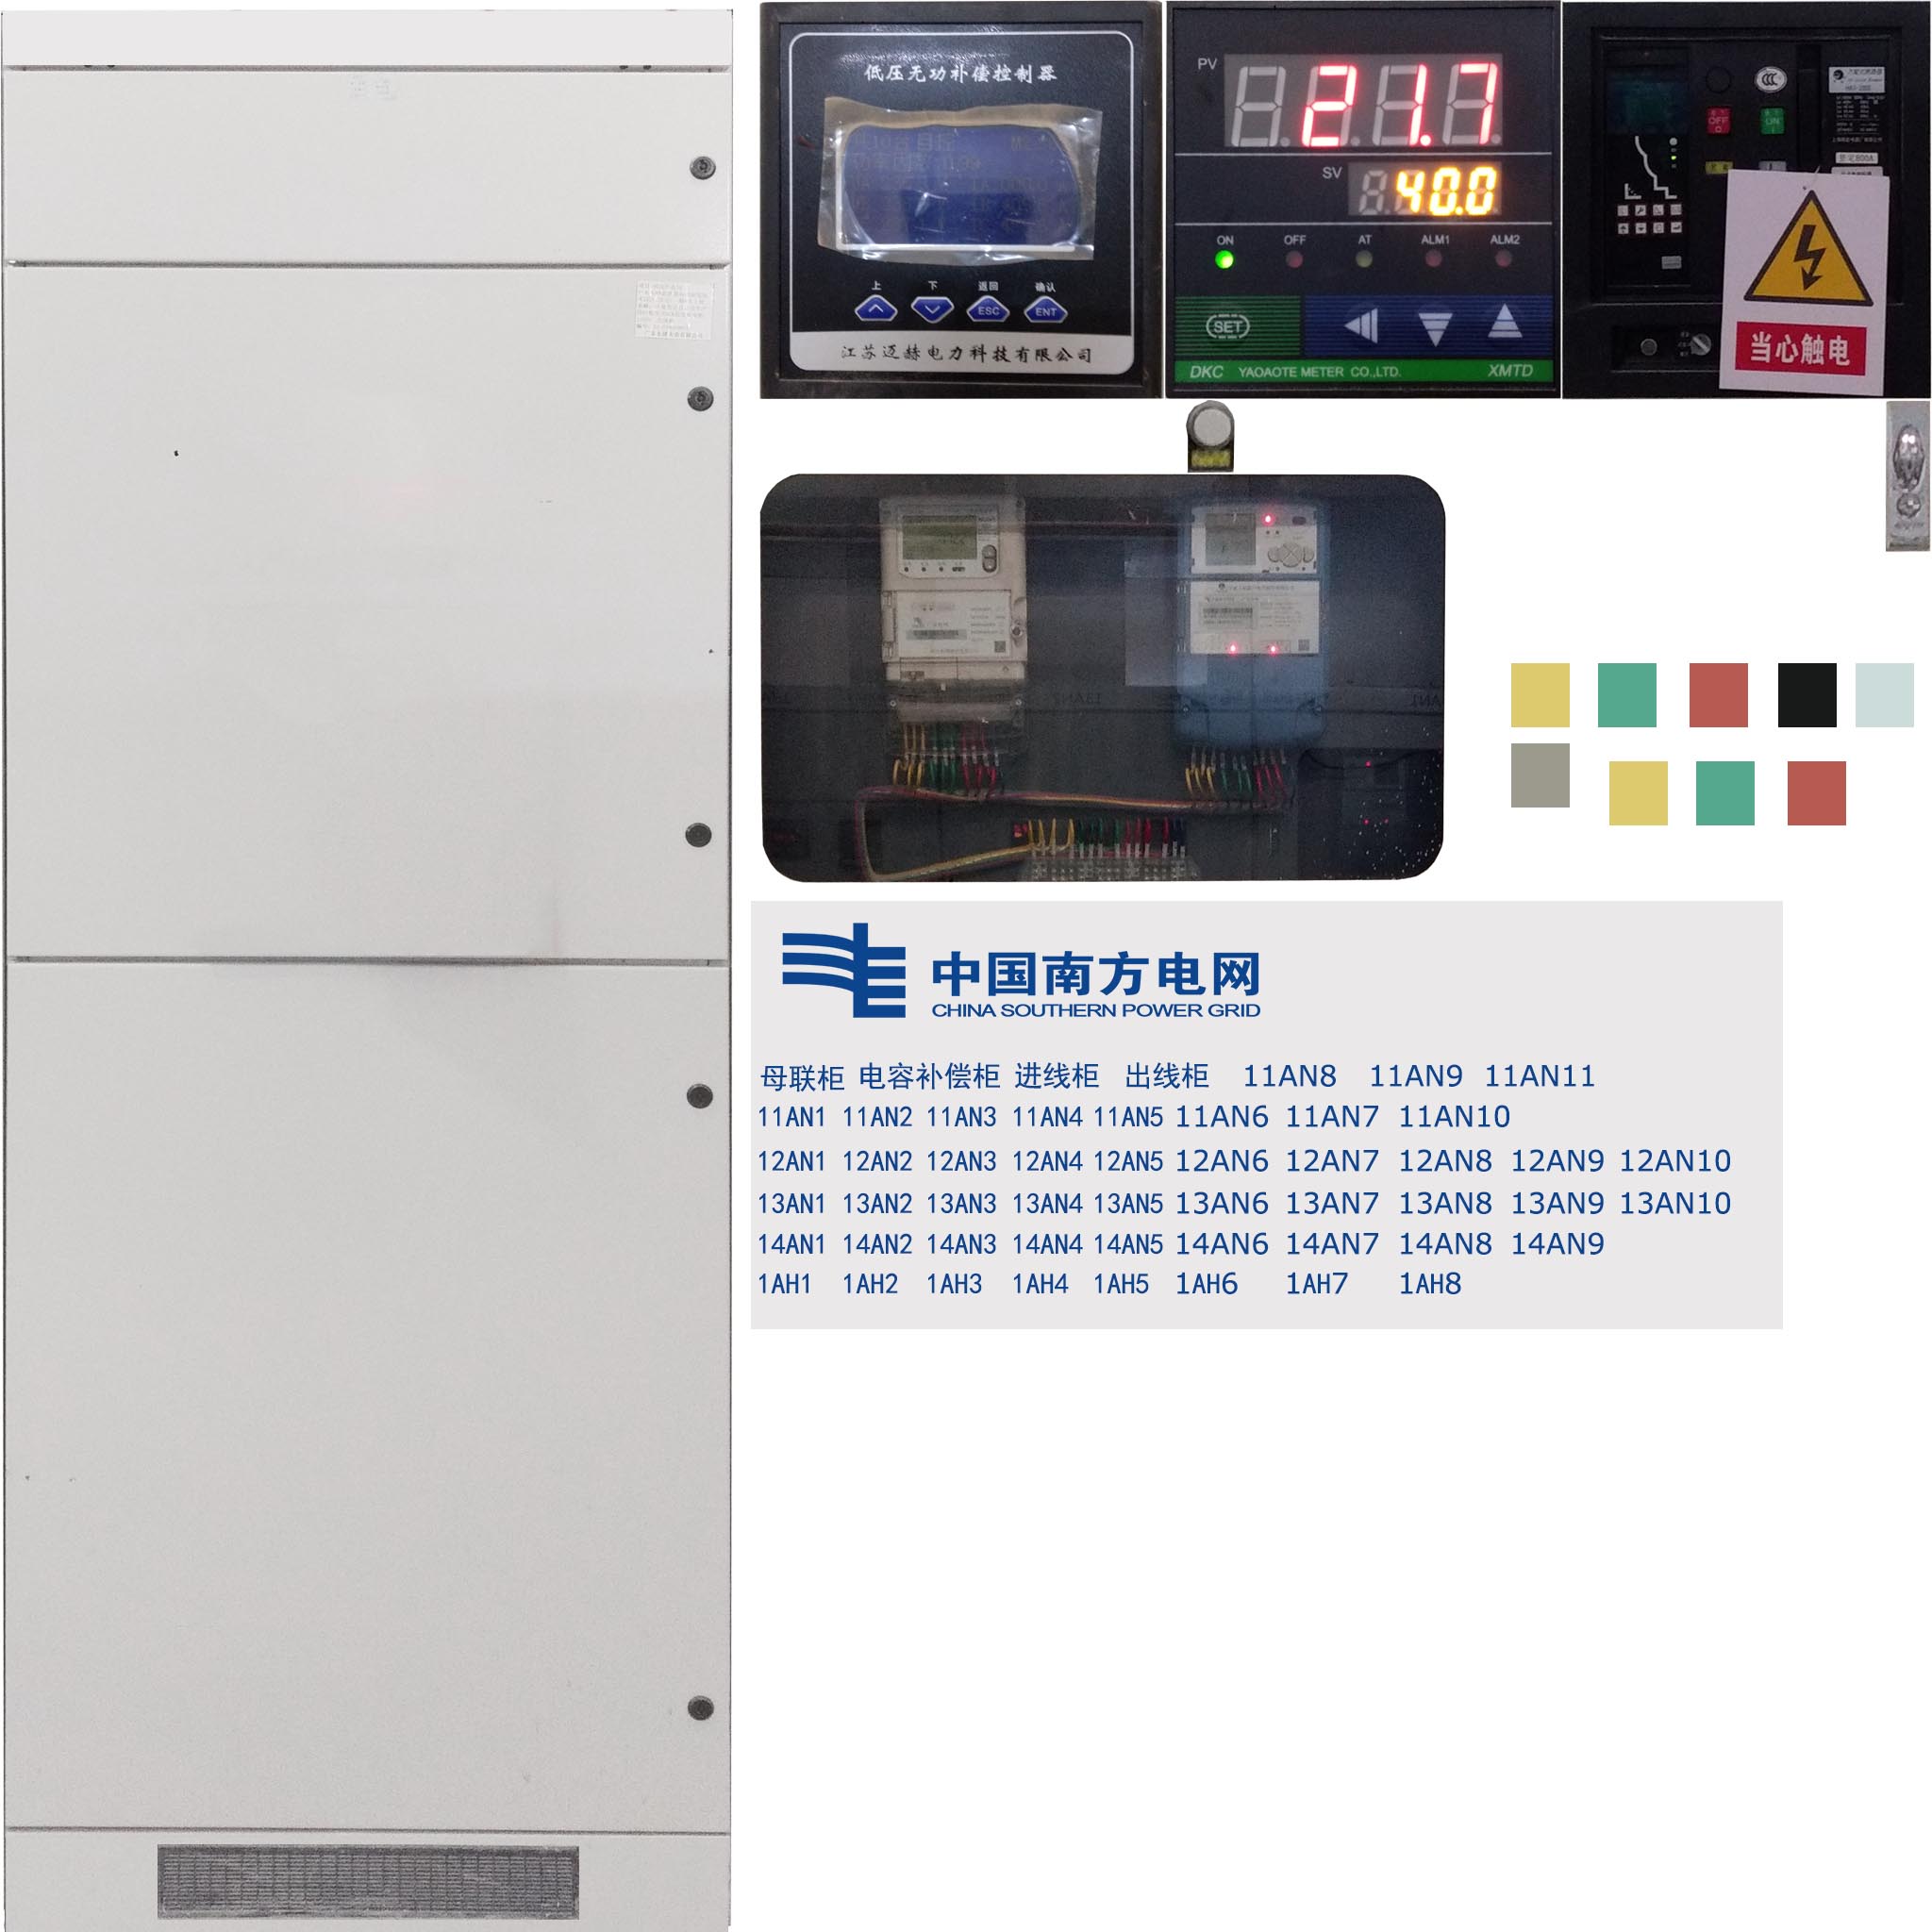 低压无功补偿控制器
上 下 返回 确认
ESC ENT
江苏迈赫电力科技有限公司
PV 21.7
SV 40.0
ON OFF AT ALM1 ALM2
SET
DKC YAOAOTE METER CO.,LTD. XMTD
OFF
ON
当心触电
中国南方电网
CHINA SOUTHERN POWER GRID
母联柜 电容补偿柜 进线柜 出线柜 11AN8 11AN9 11AN11
11AN1 11AN2 11AN3 11AN4 11AN5 11AN6 11AN7 11AN10
12AN1 12AN2 12AN3 12AN4 12AN5 12AN6 12AN7 12AN8 12AN9 12AN10
13AN1 13AN2 13AN3 13AN4 13AN5 13AN6 13AN7 13AN8 13AN9 13AN10
14AN1 14AN2 14AN3 14AN4 14AN5 14AN6 14AN7 14AN8 14AN9
1AH1 1AH2 1AH3 1AH4 1AH5 1AH6 1AH7 1AH8